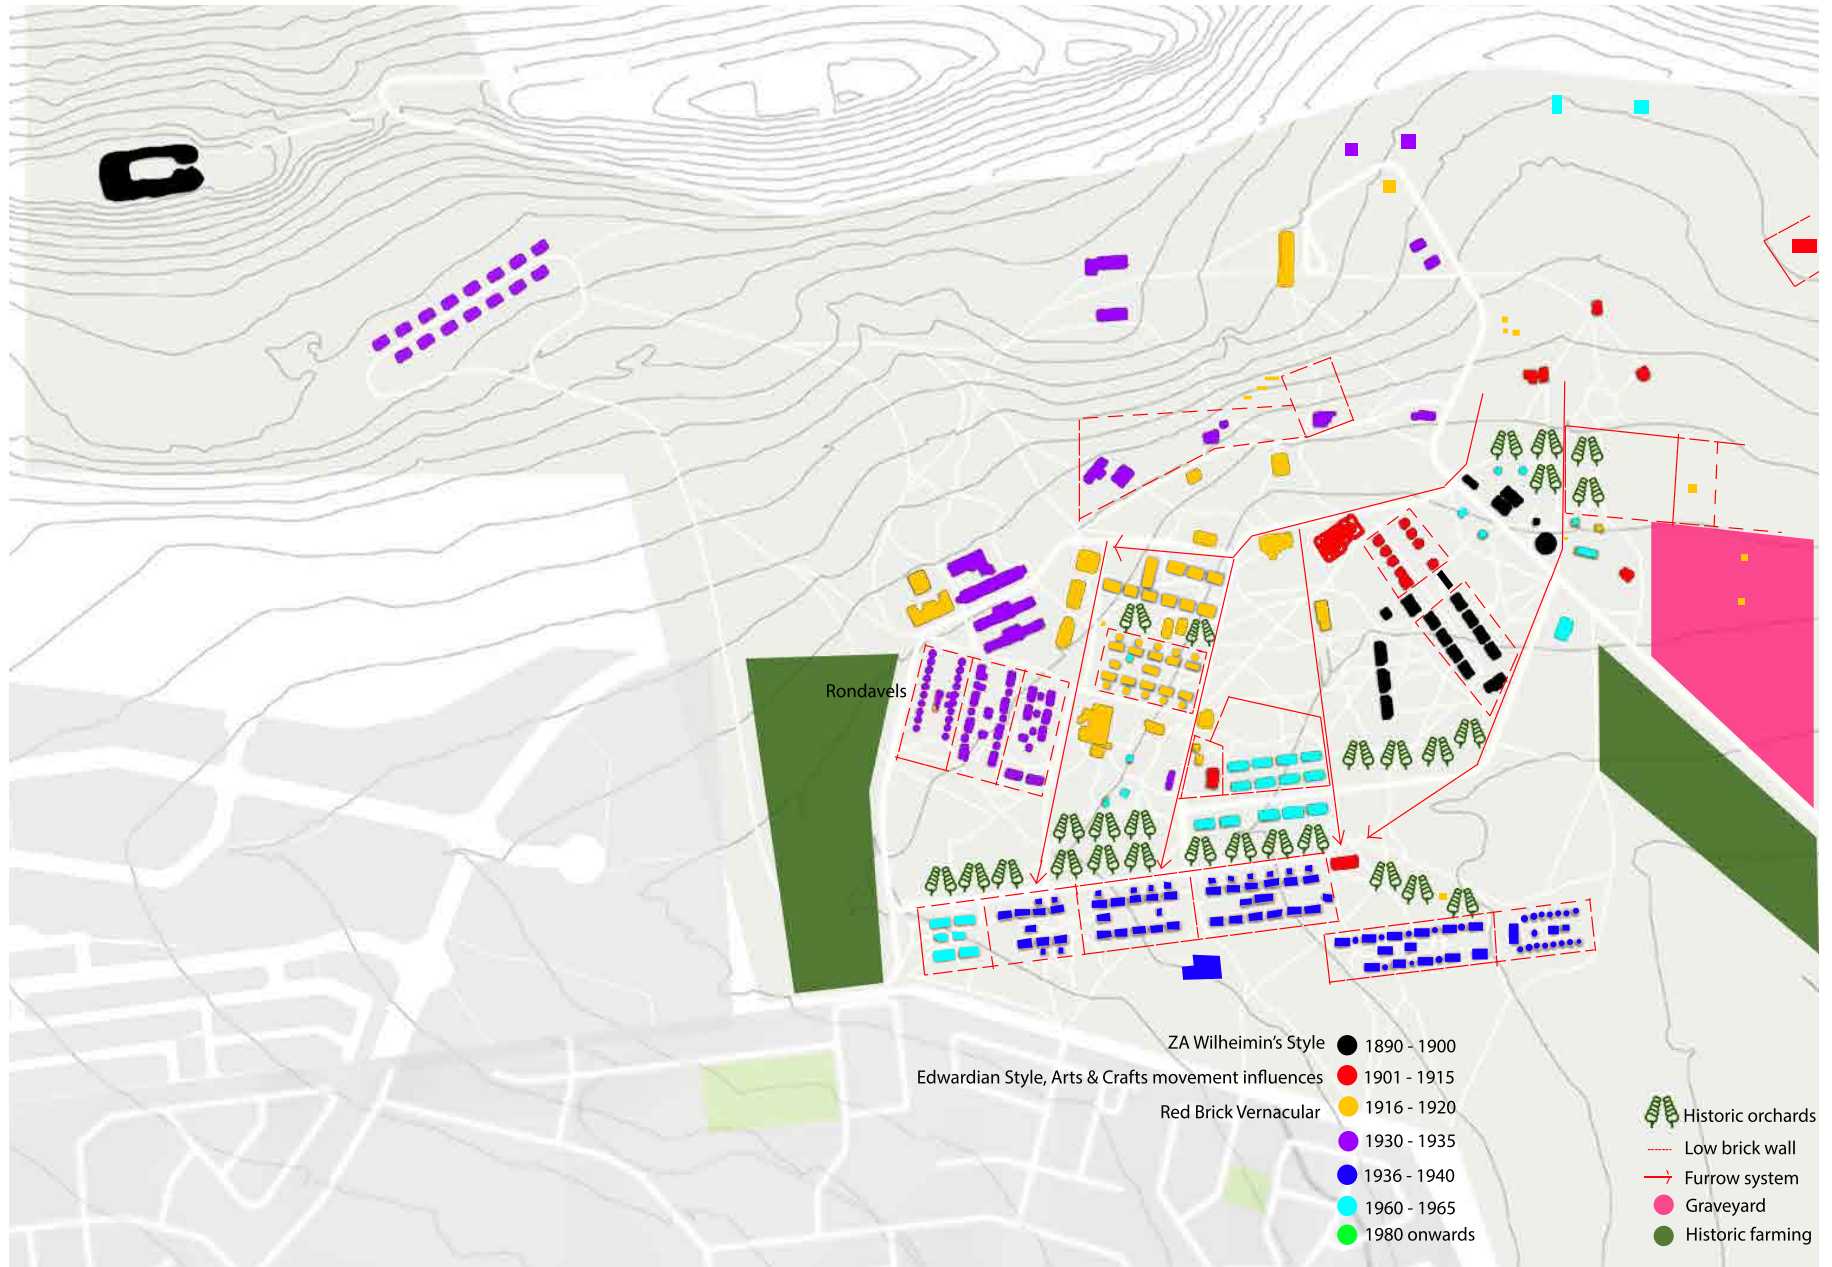 Rondavels
ZA Wilheimin's Style
1890 - 1900
Edwardian Style, Arts & Crafts movement influences
1901 - 1915
Red Brick Vernacular
1916 - 1920
1930 - 1935
1936 - 1940
1960 - 1965
1980 onwards
Historic orchards
Low brick wall
Furrow system
Graveyard
Historic farming